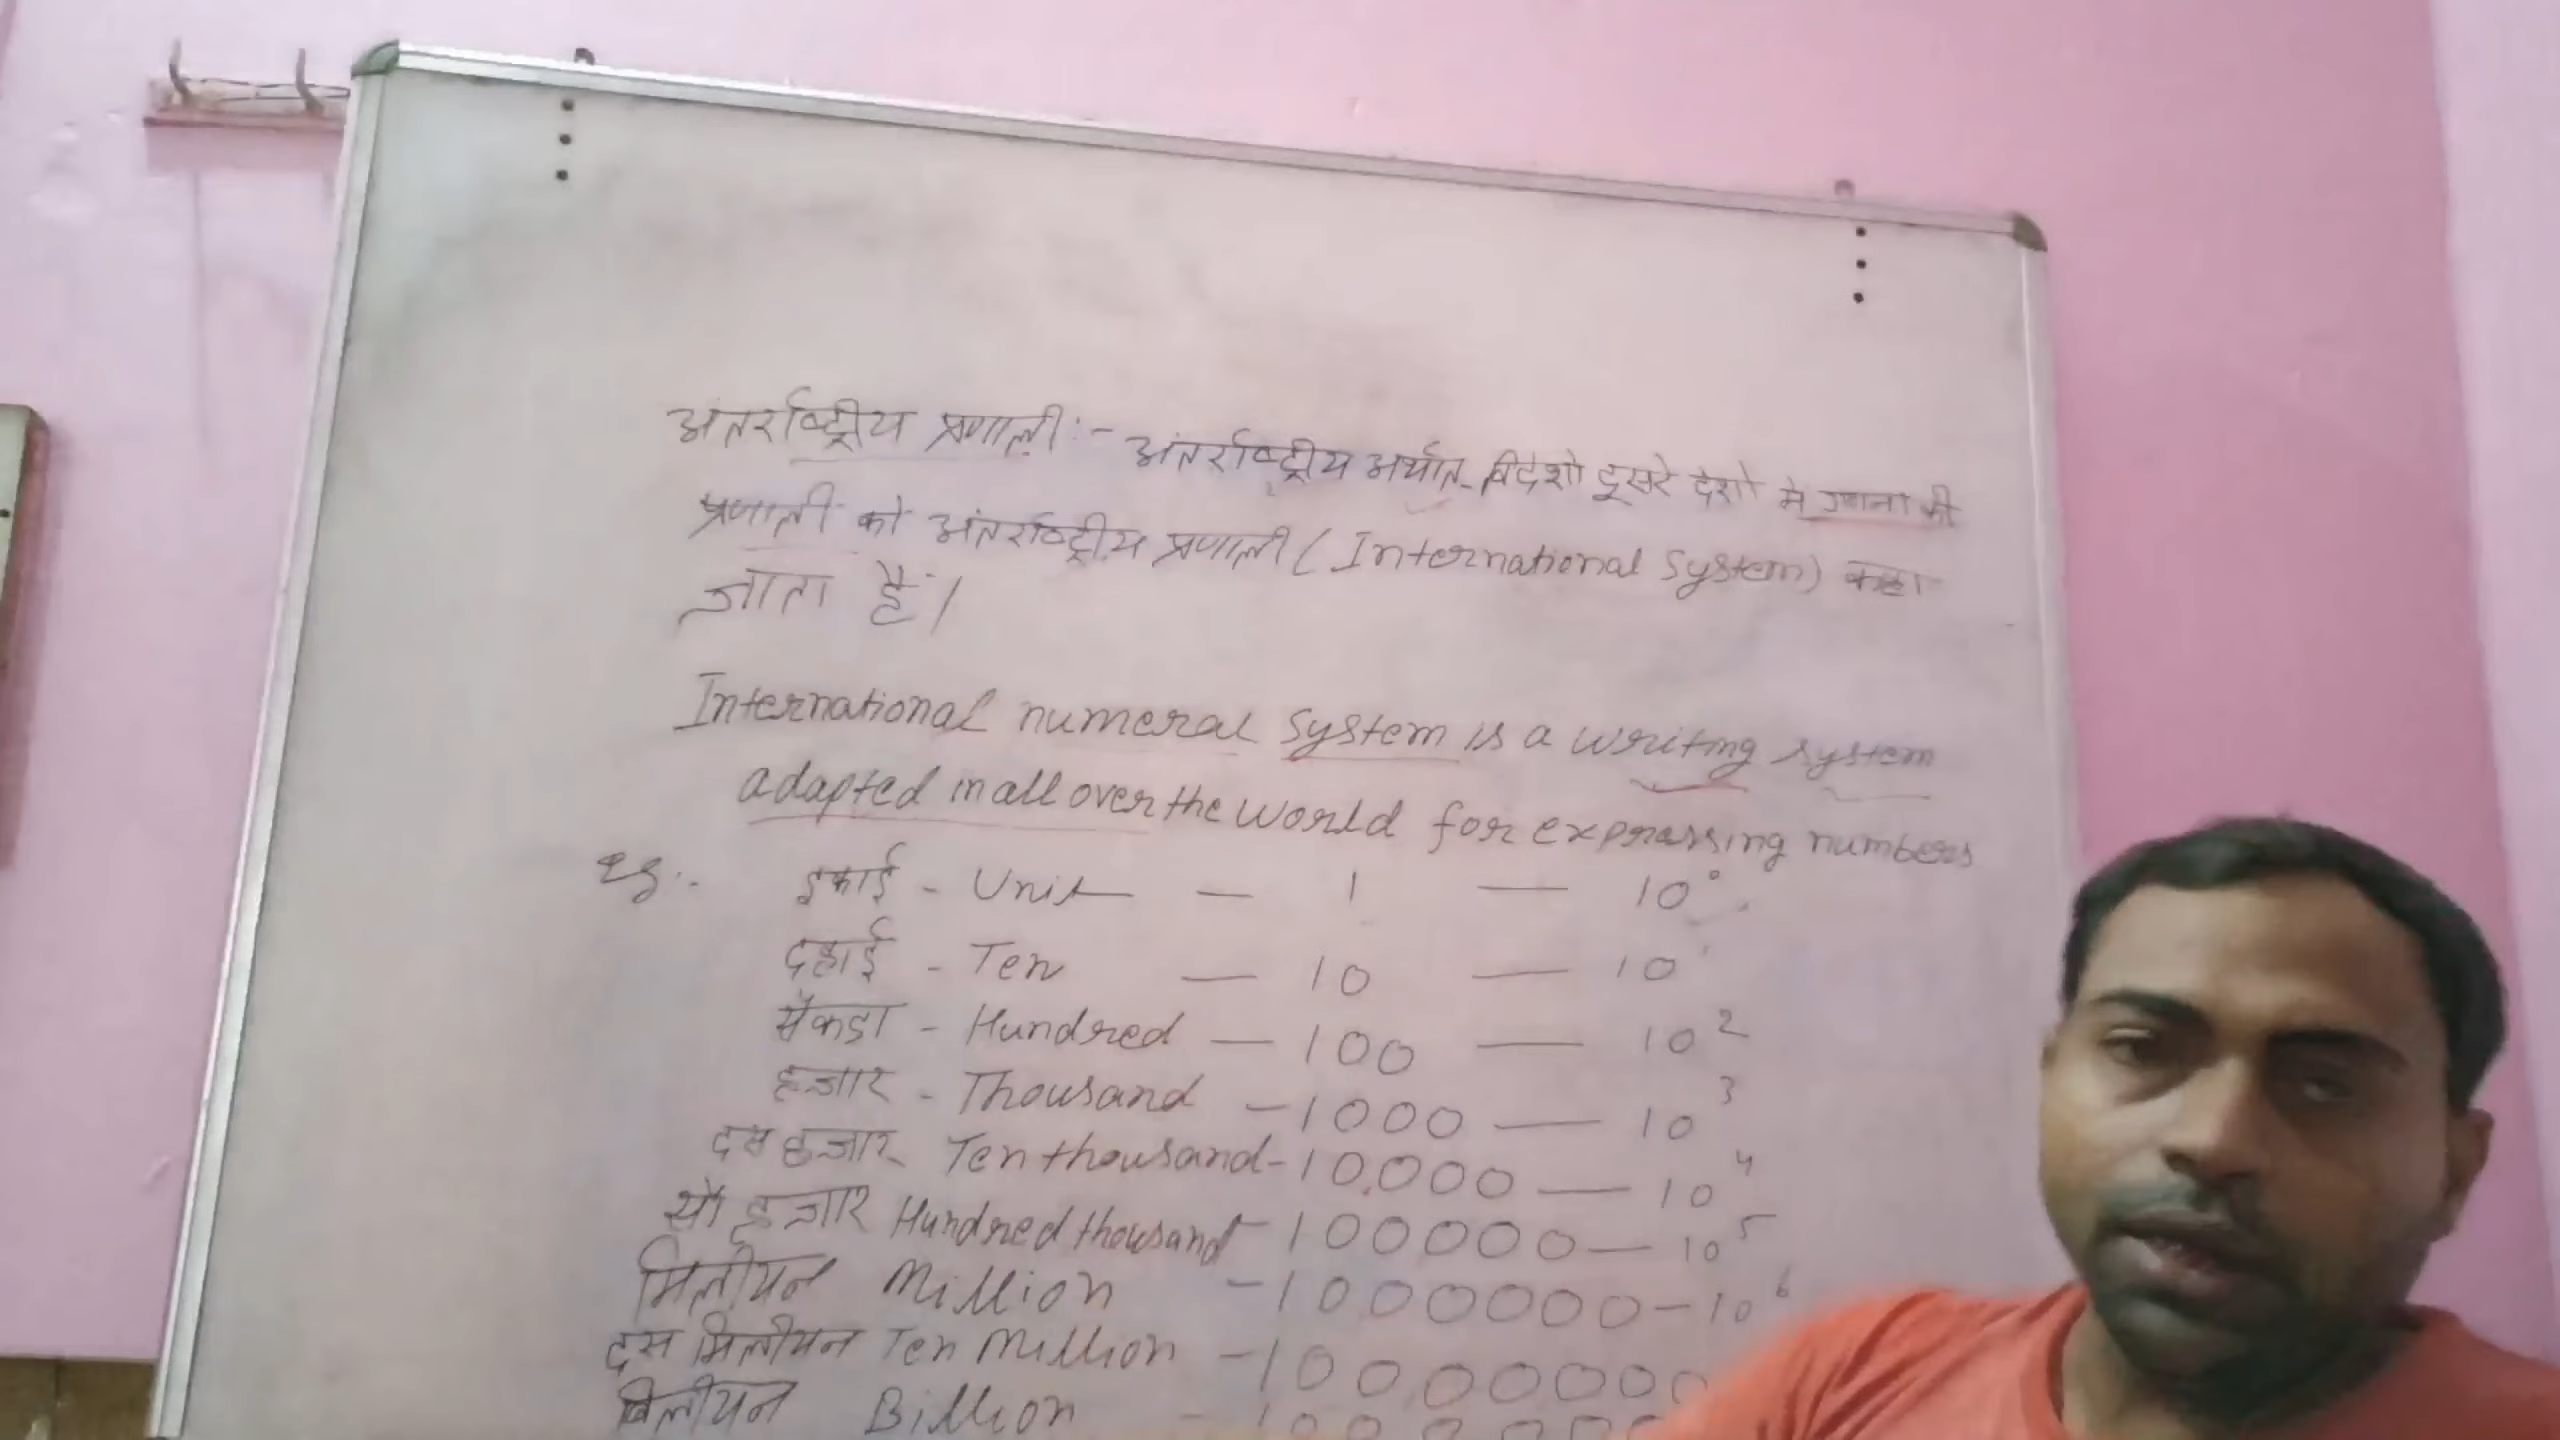 अंतर्राष्ट्रीय प्रणाली :- अंतर्राष्ट्रीय अर्थात विदेशो दूसरे देशो मे गणना की
प्रणाली को अंतर्राष्ट्रीय प्रणाली ( International System) कहा
जाता है।
International numeral System is a writing system
adapted in all over the world for expressing numbers
eg:- इकाई - Unit — 1 — 10⁰
दहाई - Ten — 10 — 10¹
सैकडा - Hundred — 100 — 10²
हजार - Thousand — 1000 — 10³
दस हजार - Ten thousand - 10,000 — 10⁴
सौ हजार Hundred thousand - 100000 — 10⁵
मिलीयन Million - 1000000 - 10⁶
दस मिलीयन Ten Million - 10000000
बिलीयन Billion -